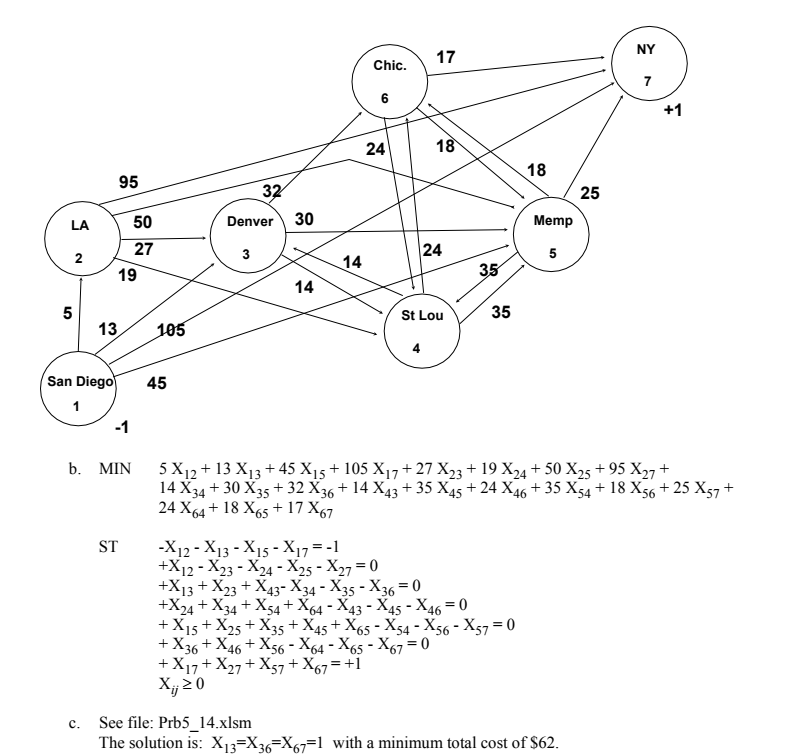 17
NY
7
+1
Chic.
6
24
18
18
25
95
32
LA
2
50
27
19
Denver
3
30
Memp
5
14
24
35
14
St Lou
4
35
5
13
105
45
San Diego
1
-1
b. MIN 5 X12 + 13 X13 + 45 X15 + 105 X17 + 27 X23 + 19 X24 + 50 X25 + 95 X27 +
14 X34 + 30 X35 + 32 X36 + 14 X43 + 35 X45 + 24 X46 + 35 X54 + 18 X56 + 25 X57 +
24 X64 + 18 X65 + 17 X67
ST -X12 - X13 - X15 - X17 = -1
+X12 - X23 - X24 - X25 - X27 = 0
+X13 + X23 + X43- X34 - X35 - X36 = 0
+X24 + X34 + X54 + X64 - X43 - X45 - X46 = 0
+ X15 + X25 + X35 + X45 + X65 - X54 - X56 - X57 = 0
+ X36 + X46 + X56 - X64 - X65 - X67 = 0
+ X17 + X27 + X57 + X67 = +1
Xij ≥ 0
c. See file: Prb5_14.xlsm
The solution is: X13=X36=X67=1 with a minimum total cost of $62.